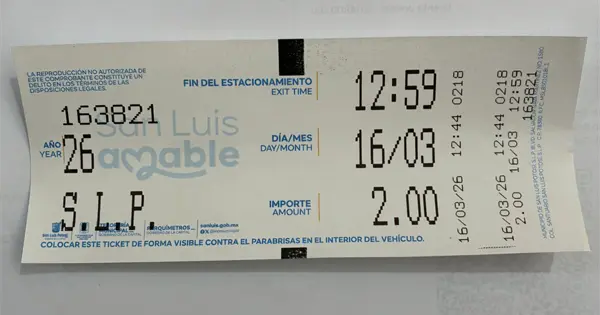 LA REPRODUCCIÓN NO AUTORIZADA DE
ESTE COMPROBANTE CONSTITUYE UN
DELITO EN LOS TÉRMINOS DE LAS
DISPOSICIONES LEGALES.
163821
San Luis
amable
AÑO
YEAR
26
S.L.P.
FIN DEL ESTACIONAMIENTO
EXIT TIME
12:59
DÍA/MES
DAY/MONTH
16/03
IMPORTE
AMOUNT
2.00
COLOCAR ESTE TICKET DE FORMA VISIBLE CONTRA EL PARABRISAS EN EL INTERIOR DEL VEHÍCULO.
16/03/26 12:44 0218
16/03/26 12:44 0218
2.00 16/03 12:59
163821